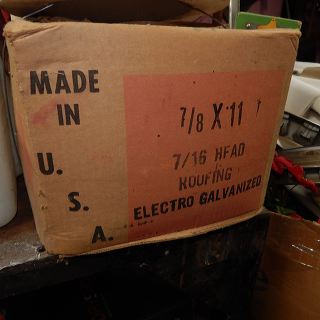 MADE
IN
U.
S.
A.
7/8 X 11
7/16 HEAD
ROOFING
ELECTRO GALVANIZED